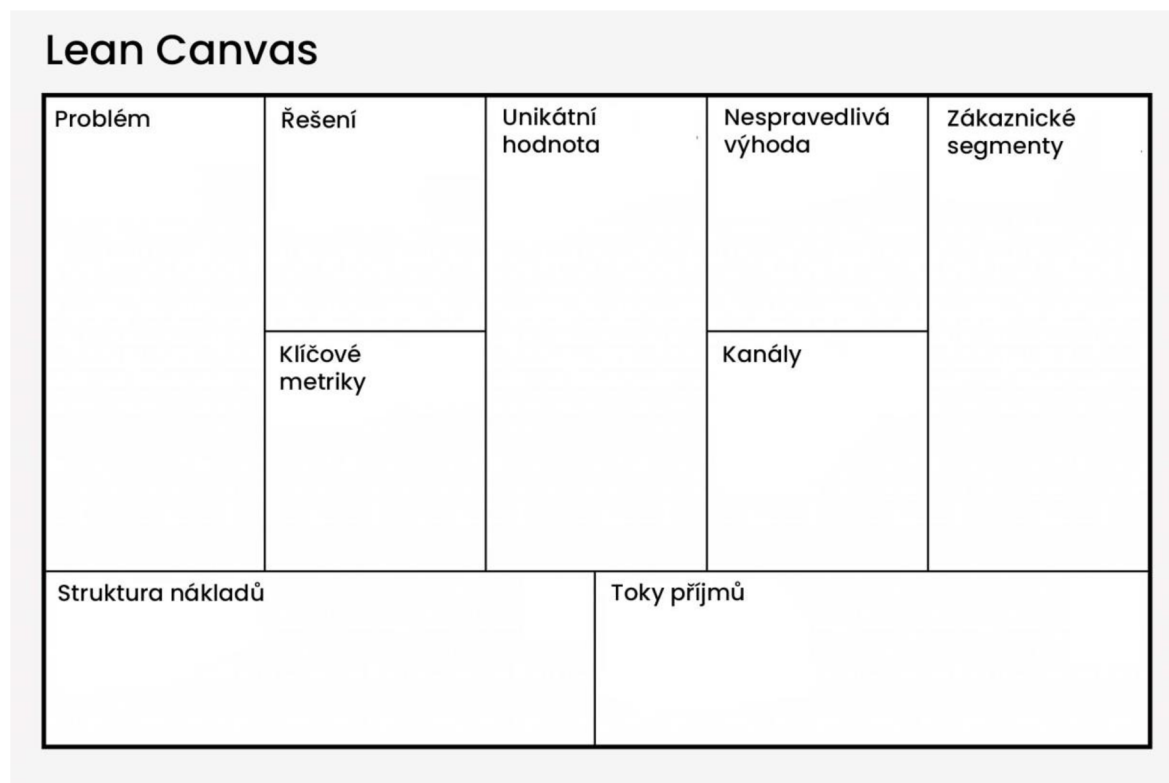 Lean Canvas
Problém
Řešení
Klíčové
metriky
Unikátní
hodnota
Nespravedlivá
výhoda
Kanály
Zákaznické
segmenty
Struktura nákladů
Toky příjmů